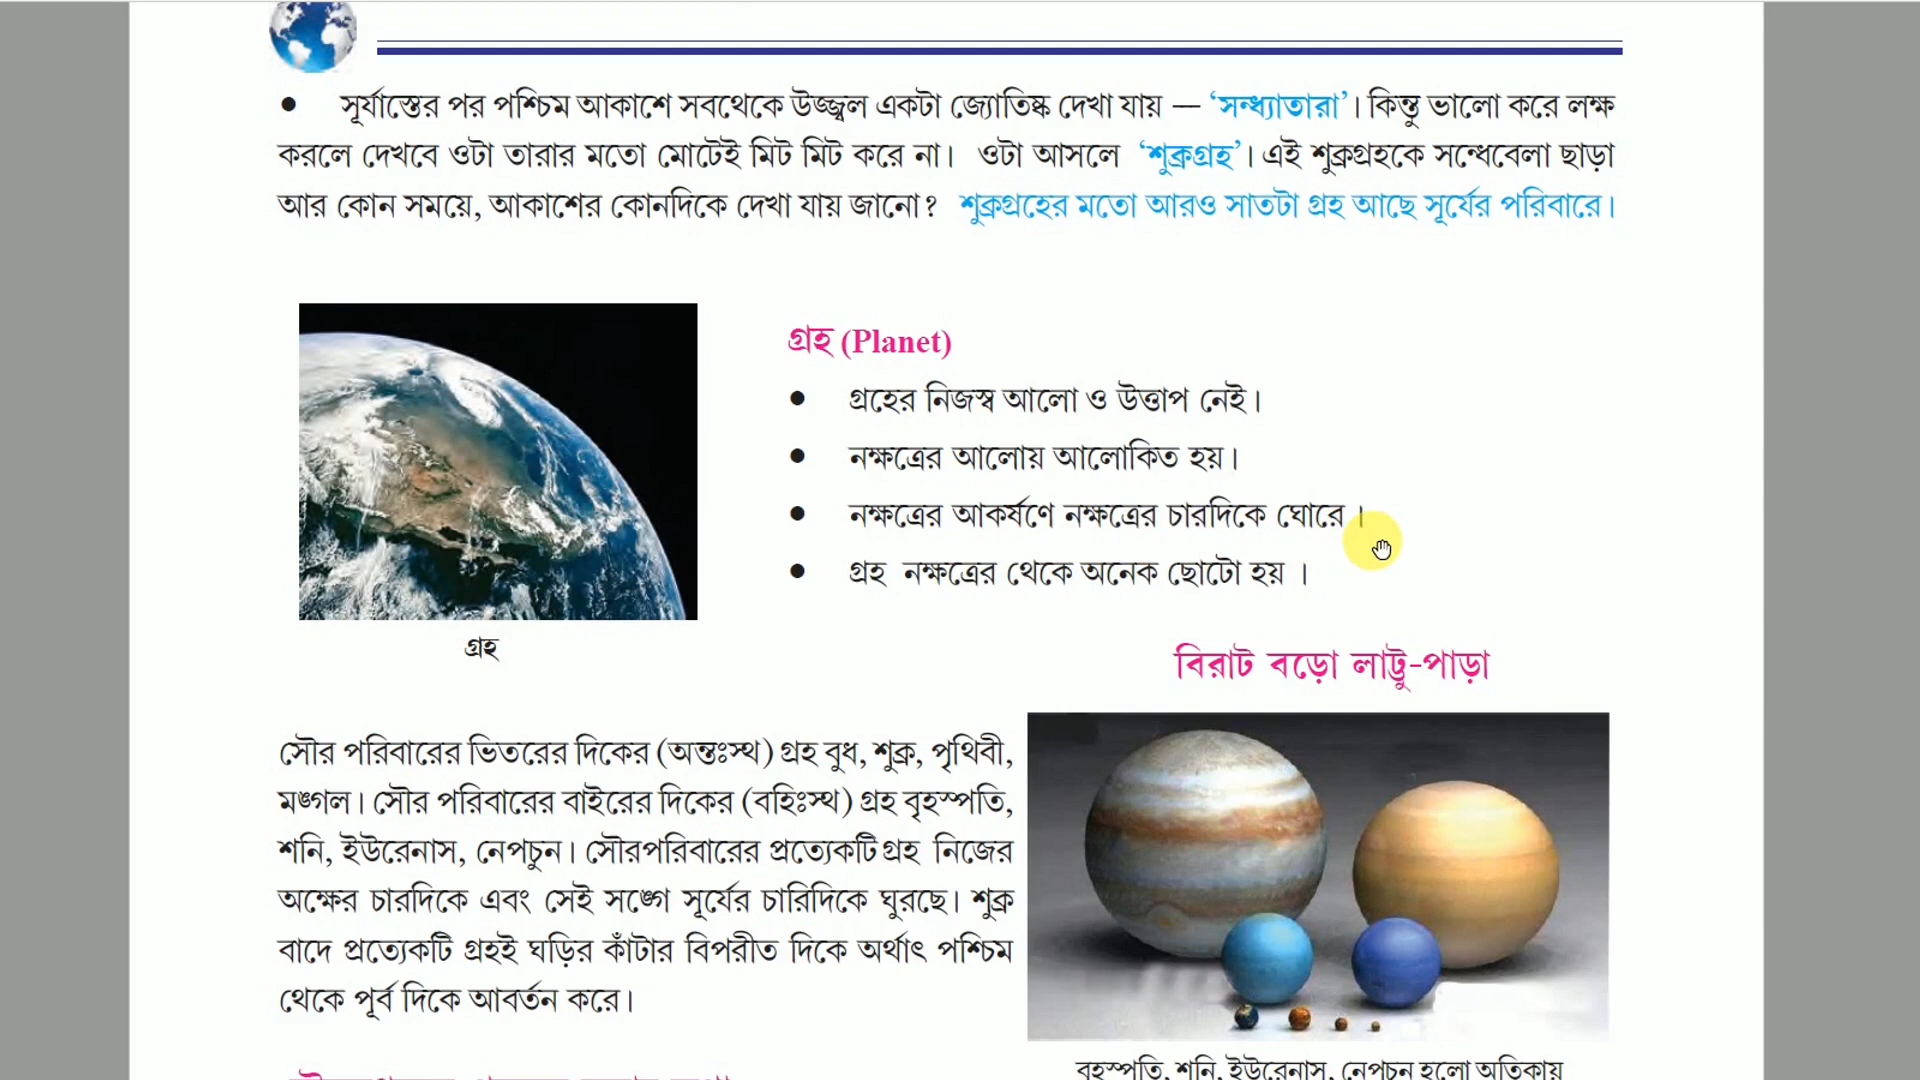 ● সূর্যাস্তের পর পশ্চিম আকাশে সবথেকে উজ্জ্বল একটা জ্যোতিষ্ক দেখা যায় — ‘সন্ধ্যাতারা’। কিন্তু ভালো করে লক্ষ
করলে দেখবে ওটা তারার মতো মোটেই মিট মিট করে না। ওটা আসলে ‘শুক্রগ্রহ’। এই শুক্রগ্রহকে সন্ধেবেলা ছাড়া
আর কোন সময়ে, আকাশের কোনদিকে দেখা যায় জানো? শুক্রগ্রহের মতো আরও সাতটা গ্রহ আছে সূর্যের পরিবারে।
গ্রহ (Planet)
● গ্রহের নিজস্ব আলো ও উত্তাপ নেই।
● নক্ষত্রের আলোয় আলোকিত হয়।
● নক্ষত্রের আকর্ষণে নক্ষত্রের চারদিকে ঘোরে ।
● গ্রহ নক্ষত্রের থেকে অনেক ছোটো হয় ।
গ্রহ
বিরাট বড়ো লাট্টু-পাড়া
সৌর পরিবারের ভিতরের দিকের (অন্তঃস্থ) গ্রহ বুধ, শুক্র, পৃথিবী,
মঙ্গল। সৌর পরিবারের বাইরের দিকের (বহিঃস্থ) গ্রহ বৃহস্পতি,
শনি, ইউরেনাস, নেপচুন। সৌরপরিবারের প্রত্যেকটি গ্রহ নিজের
অক্ষের চারদিকে এবং সেই সঙ্গে সূর্যের চারিদিকে ঘুরছে। শুক্র
বাদে প্রত্যেকটি গ্রহই ঘড়ির কাঁটার বিপরীত দিকে অর্থাৎ পশ্চিম
থেকে পূর্ব দিকে আবর্তন করে।
বৃহস্পতি, শনি, ইউরেনাস, নেপচুন হলো অতিকায়